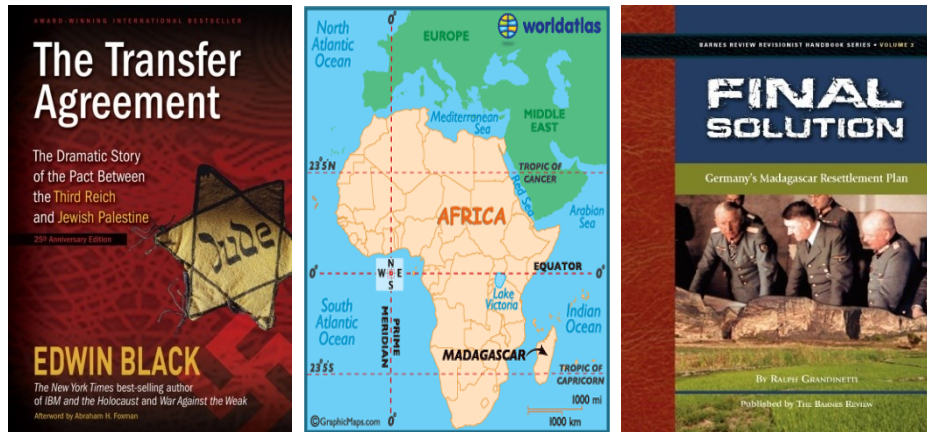 AWARD-WINNING INTERNATIONAL BESTSELLER
The Transfer
Agreement
The Dramatic Story
of the Pact Between
the Third Reich
and Jewish Palestine
25th Anniversary Edition
Jude
EDWIN BLACK
The New York Times best-selling author
of IBM and the Holocaust and War Against the Weak
Afterword by Abraham H. Foxman
0°
worldatlas
North
Atlantic
Ocean
EUROPE
MIDDLE
EAST
Mediterranean
Sea
23°5'N
TROPIC OF
CANCER
Red Sea
Arabian
Sea
AFRICA
N
W E
S
0°
EQUATOR
0°
Lake
Victoria
South
Atlantic
Ocean
Indian
Ocean
PRIME
MERIDIAN
MADAGASCAR
23°5'S
TROPIC OF
CAPRICORN
1000 mi
1000 km
©GraphicMaps.com
0°
BARNES REVIEW REVISIONIST HANDBOOK SERIES • VOLUME 3
FINAL
SOLUTION
Germany's Madagascar Resettlement Plan
BY RALPH GRANDINETTI
Published by THE BARNES REVIEW